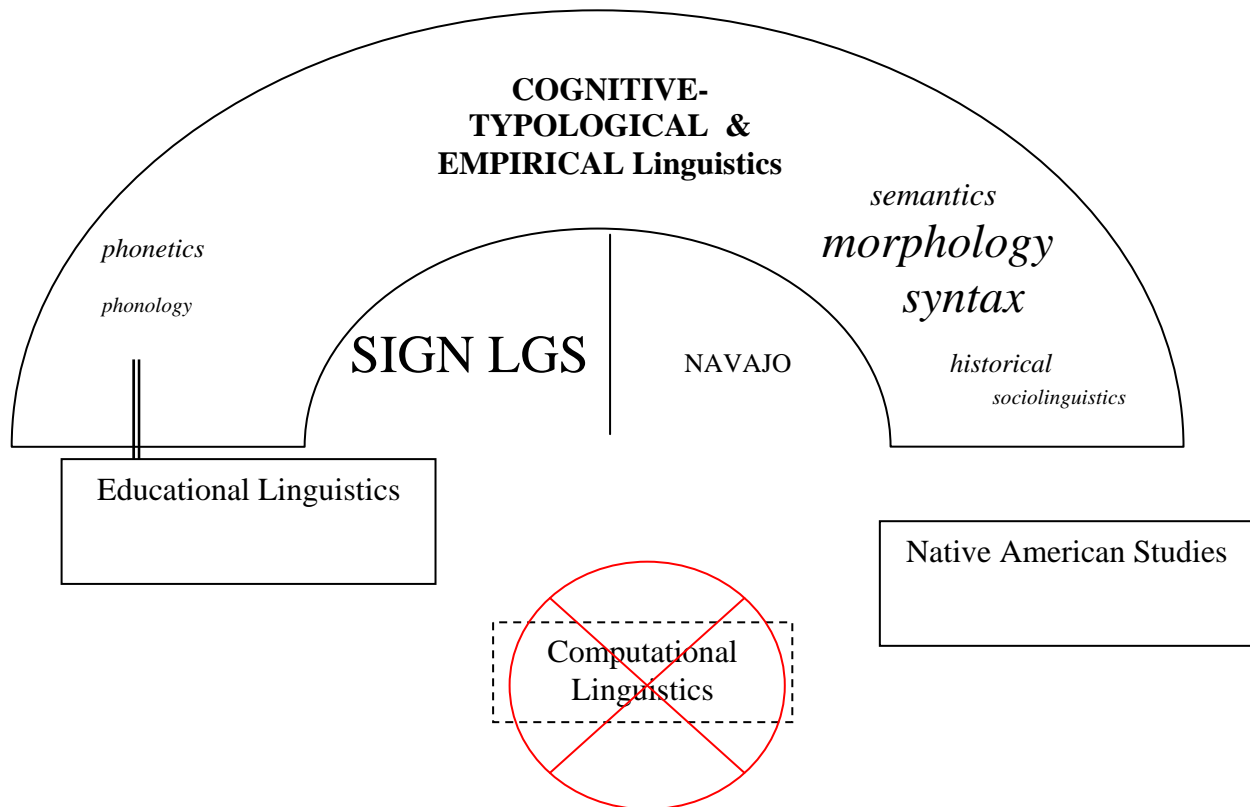 COGNITIVE-
TYPOLOGICAL &
EMPIRICAL Linguistics
semantics
morphology
syntax
historical
sociolinguistics
phonetics
phonology
SIGN LGS
NAVAJO
Educational Linguistics
Native American Studies
Computational
Linguistics